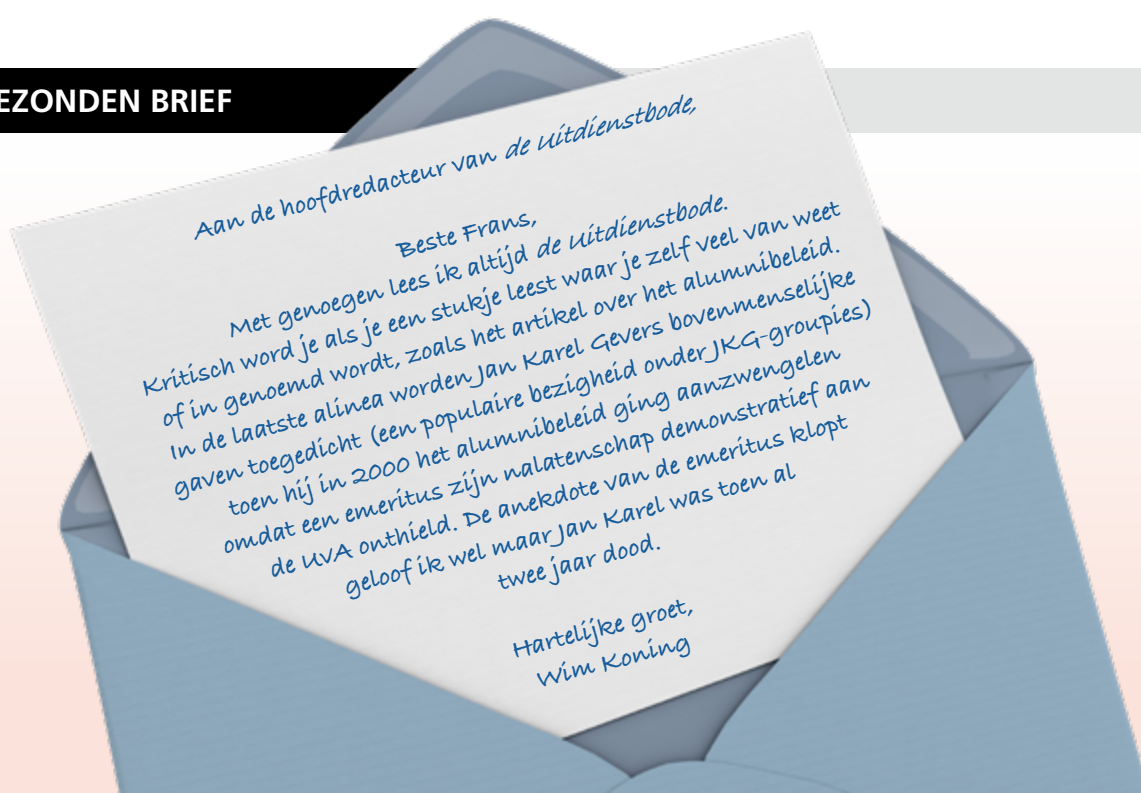 EZONDEN BRIEF
Aan de hoofdredacteur van de Uitdienstbode,
Beste Frans,
Met genoegen lees ik altijd de Uitdienstbode.
Kritisch word je als je een stukje leest waar je zelf veel van weet
of in genoemd wordt, zoals het artikel over het alumnibeleid.
In de laatste alinea worden Jan Karel Gevers bovenmenselijke
gaven toegedicht (een populaire bezigheid onder JKG-groupies)
toen hij in 2000 het alumnibeleid ging aanzwengelen
omdat een emeritus zijn nalatenschap demonstratief aan
de UvA onthield. De anekdote van de emeritus klopt
geloof ik wel maar Jan Karel was toen al
twee jaar dood.
Hartelijke groet,
Wim Koning